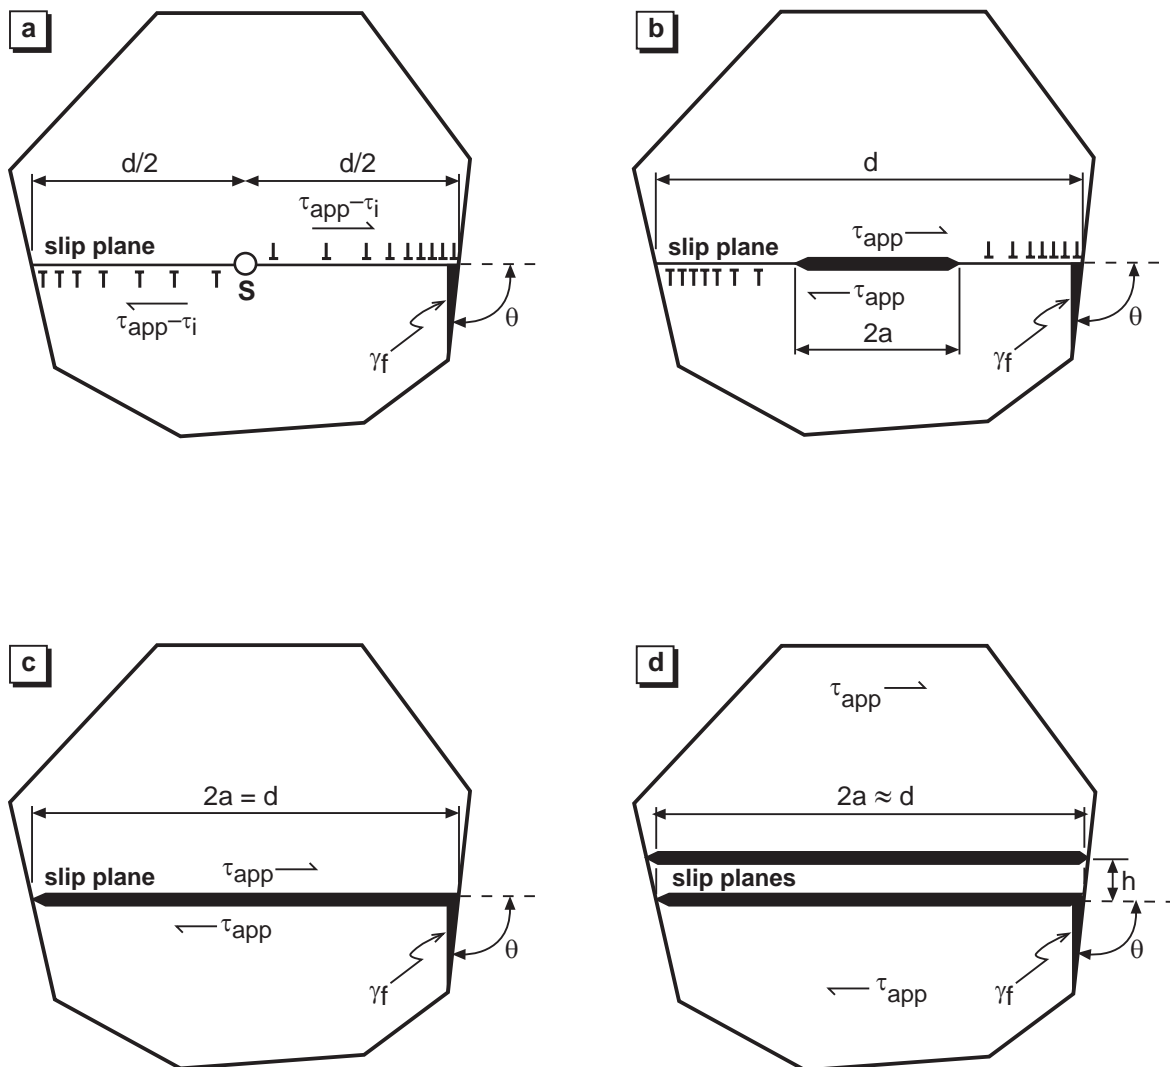 a
d/2
d/2
τapp–τi
slip plane
S
τapp–τi
θ
γf
b
d
τapp
slip plane
τapp
2a
θ
γf
c
2a = d
τapp
slip plane
τapp
θ
γf
d
τapp
2a ≈ d
slip planes
h
θ
τapp
γf